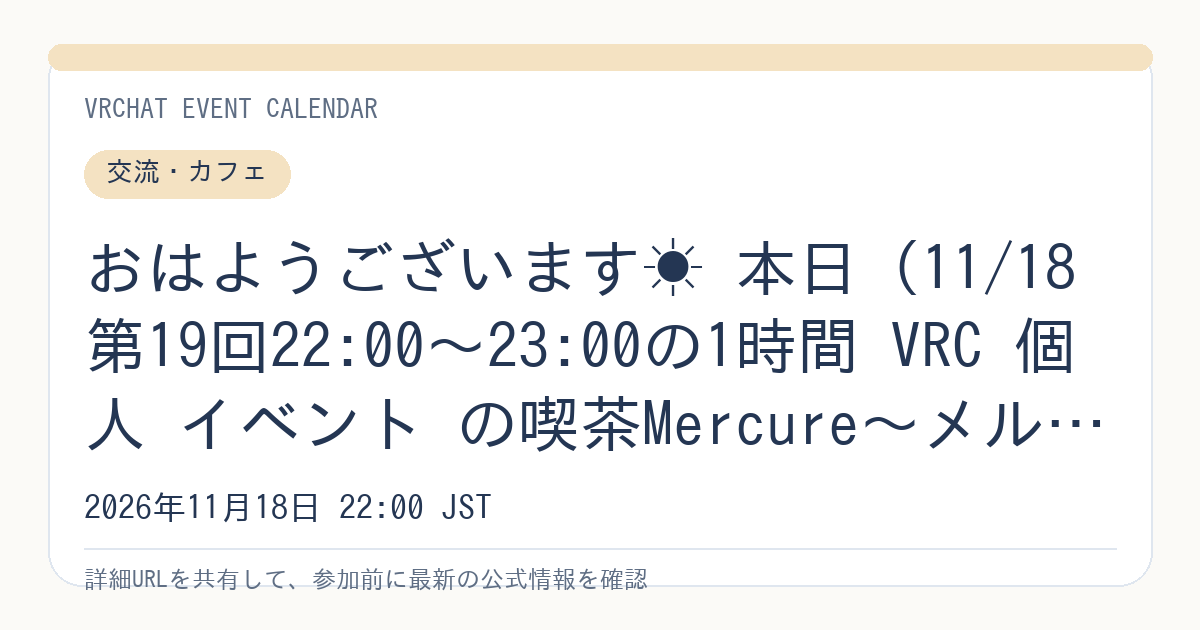 VRCHAT EVENT CALENDAR
交流・カフェ
おはようございます☀ 本日（11/18
第19回22:00〜23:00の1時間 VRC 個
人 イベント の喫茶Mercure〜メル…
2026年11月18日 22:00 JST
詳細URLを共有して、参加前に最新の公式情報を確認